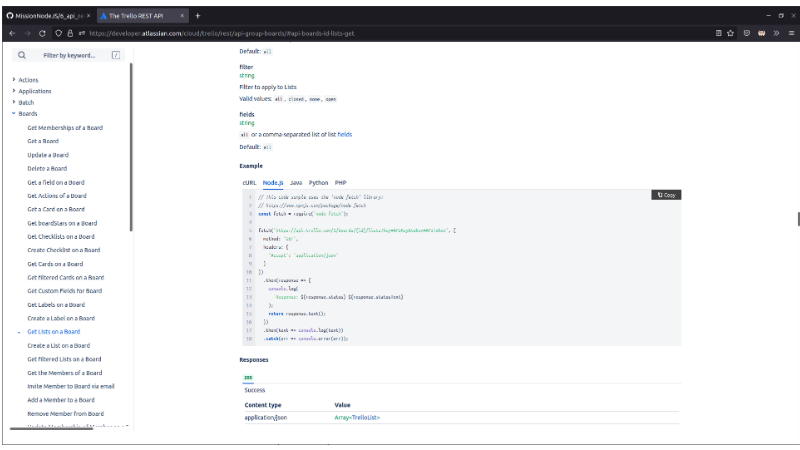 MissionNodeJS/6_api_
The Trello REST API
https://developer.atlassian.com/cloud/trello/rest/api-group-boards/#api-boards-id-lists-get
Filter by keyword...
/
Actions
Applications
Batch
Boards
Get Memberships of a Board
Get a Board
Update a Board
Delete a Board
Get a field on a Board
Get Actions of a Board
Get a Card on a Board
Get boardStars on a Board
Get Checklists on a Board
Create Checklist on a Board
Get Cards on a Board
Get filtered Cards on a Board
Get Custom Fields for Board
Get Labels on a Board
Create a Label on a Board
Get Lists on a Board
Create a List on a Board
Get filtered Lists on a Board
Get the Members of a Board
Invite Member to Board via email
Add a Member to a Board
Remove Member from Board
Default: all
filter
string
Filter to apply to Lists
Valid values: all, closed, none, open
fields
string
all or a comma-separated list of list fields
Default: all
Example
cURL Node.js Java Python PHP
Copy
1 // This code sample uses the 'node-fetch' library:
2 // https://www.npmjs.com/package/node-fetch
3 const fetch = require('node-fetch');
4
5 fetch('https://api.trello.com/1/boards/{id}/lists?key=APIKey&token=APIToken', {
6 method: 'GET',
7 headers: {
8 'Accept': 'application/json'
9 }
10 })
11 .then(response => {
12 console.log(
13 `Response: ${response.status} ${response.statusText}`
14 );
15 return response.text();
16 })
17 .then(text => console.log(text))
18 .catch(err => console.error(err));
Responses
200
Success
Content type Value
application/json Array<TrelloList>